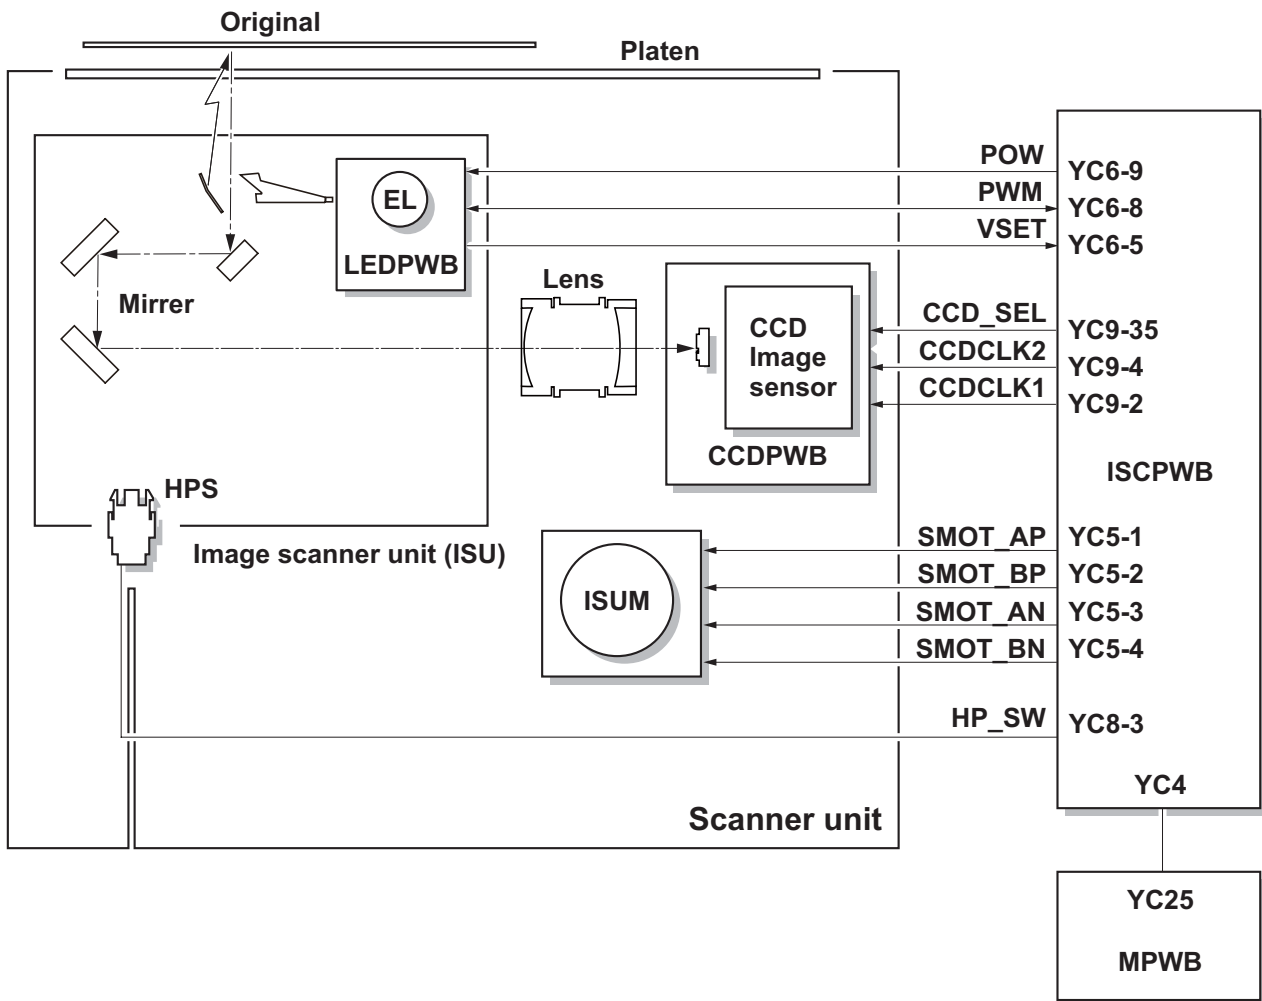 Original
Platen
POW
YC6-9
PWM
YC6-8
VSET
YC6-5
EL
LEDPWB
Mirrer
Lens
CCD
Image
sensor
CCDPWB
CCD_SEL
YC9-35
CCDCLK2
YC9-4
CCDCLK1
YC9-2
ISCPWB
HPS
Image scanner unit (ISU)
ISUM
SMOT_AP
YC5-1
SMOT_BP
YC5-2
SMOT_AN
YC5-3
SMOT_BN
YC5-4
HP_SW
YC8-3
YC4
Scanner unit
YC25
MPWB